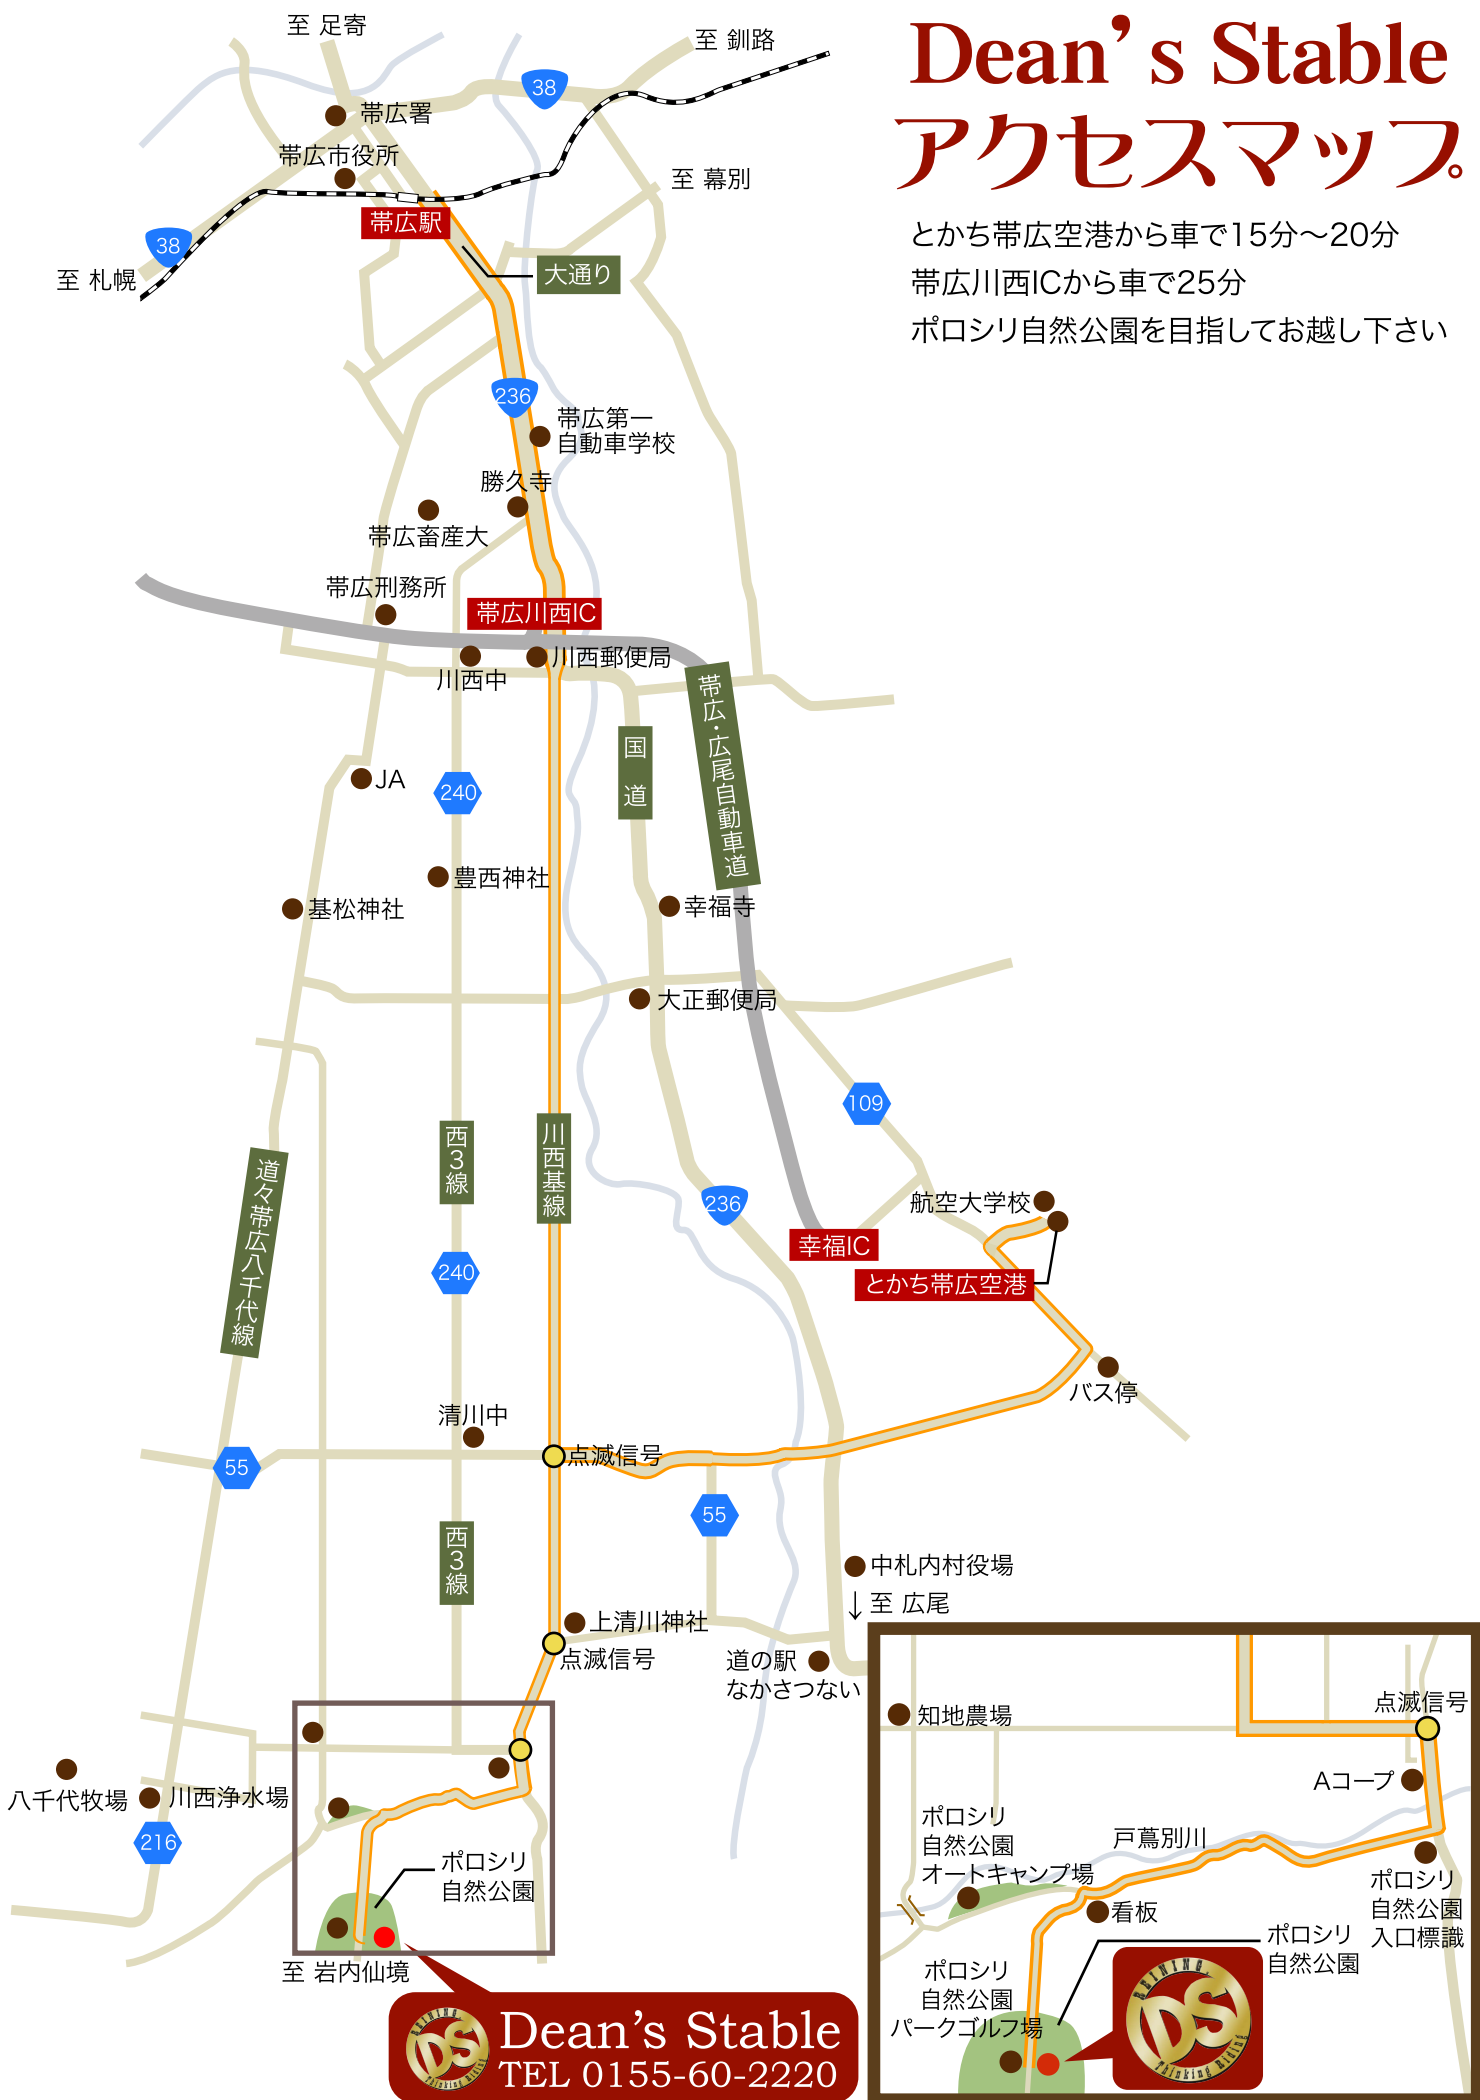 Dean's Stable
アクセスマップ
とかち帯広空港から車で15分〜20分
帯広川西ICから車で25分
ポロシリ自然公園を目指してお越し下さい
至 足寄
至 釧路
38
帯広署
帯広市役所
至 幕別
帯広駅
38
至 札幌
大通り
236
帯広第一
自動車学校
勝久寺
帯広畜産大
帯広刑務所
帯広川西IC
川西郵便局
川西中
帯広・広尾自動車道
国道
JA
240
豊西神社
基松神社
幸福寺
大正郵便局
109
西3線
川西基線
道々帯広八千代線
航空大学校
236
幸福IC
とかち帯広空港
240
バス停
清川中
点滅信号
55
55
西3線
中札内村役場
↓至 広尾
上清川神社
点滅信号
道の駅
なかさつない
八千代牧場
川西浄水場
216
ポロシリ
自然公園
至 岩内仙境
REINING
DS
Thinking Riding
Dean's Stable
TEL 0155-60-2220
知地農場
点滅信号
Aコープ
ポロシリ
自然公園
オートキャンプ場
戸蔦別川
看板
ポロシリ
自然公園
入口標識
ポロシリ
自然公園
ポロシリ
自然公園
パークゴルフ場
REINING
DS
Thinking Riding